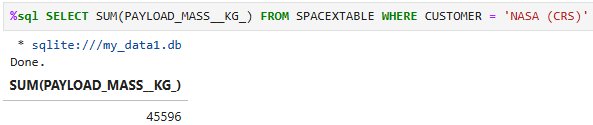 %sql SELECT SUM(PAYLOAD_MASS__KG_) FROM SPACEXTABLE WHERE CUSTOMER = 'NASA (CRS)'
* sqlite:///my_data1.db
Done.
SUM(PAYLOAD_MASS__KG_)
45596